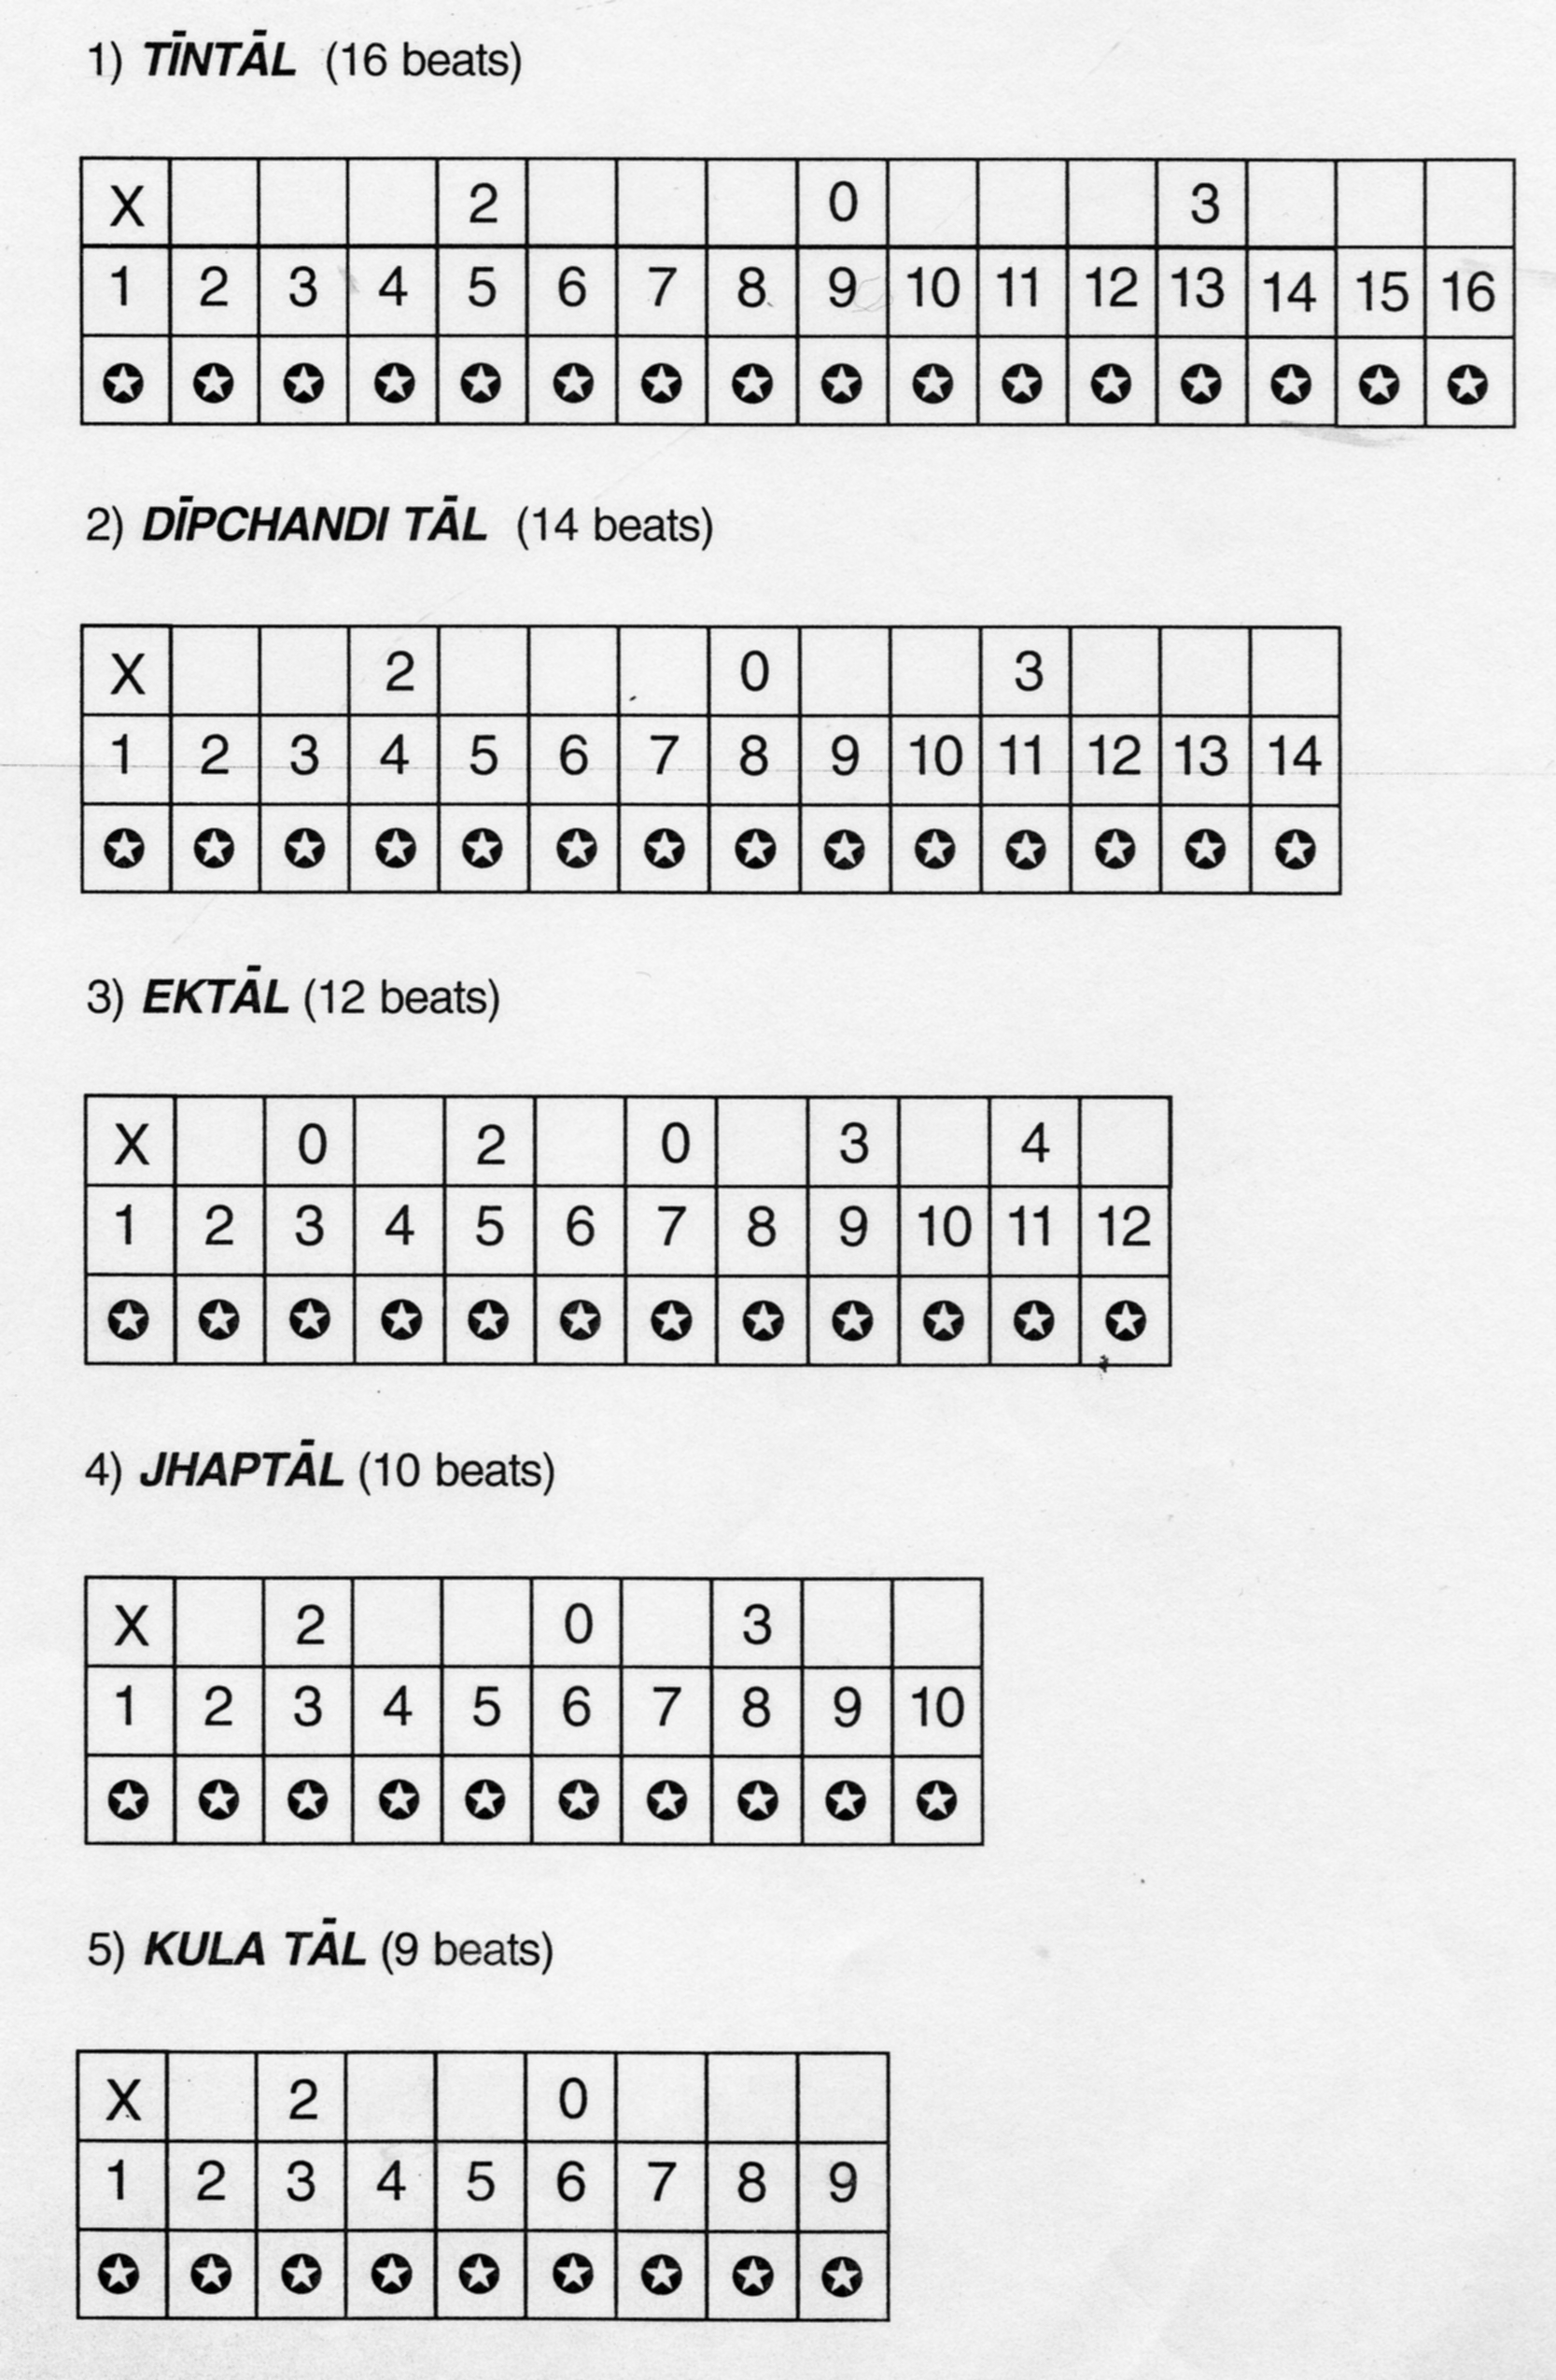 1) TĪNTĀL (16 beats)
X 2 0 3
1 2 3 4 5 6 7 8 9 10 11 12 13 14 15 16
✪ ✪ ✪ ✪ ✪ ✪ ✪ ✪ ✪ ✪ ✪ ✪ ✪ ✪ ✪ ✪
2) DĪPCHANDI TĀL (14 beats)
X 2 0 3
1 2 3 4 5 6 7 8 9 10 11 12 13 14
✪ ✪ ✪ ✪ ✪ ✪ ✪ ✪ ✪ ✪ ✪ ✪ ✪ ✪
3) EKTĀL (12 beats)
X 0 2 0 3 4
1 2 3 4 5 6 7 8 9 10 11 12
✪ ✪ ✪ ✪ ✪ ✪ ✪ ✪ ✪ ✪ ✪ ✪
4) JHAPTĀL (10 beats)
X 2 0 3
1 2 3 4 5 6 7 8 9 10
✪ ✪ ✪ ✪ ✪ ✪ ✪ ✪ ✪ ✪
5) KULA TĀL (9 beats)
X 2 0
1 2 3 4 5 6 7 8 9
✪ ✪ ✪ ✪ ✪ ✪ ✪ ✪ ✪